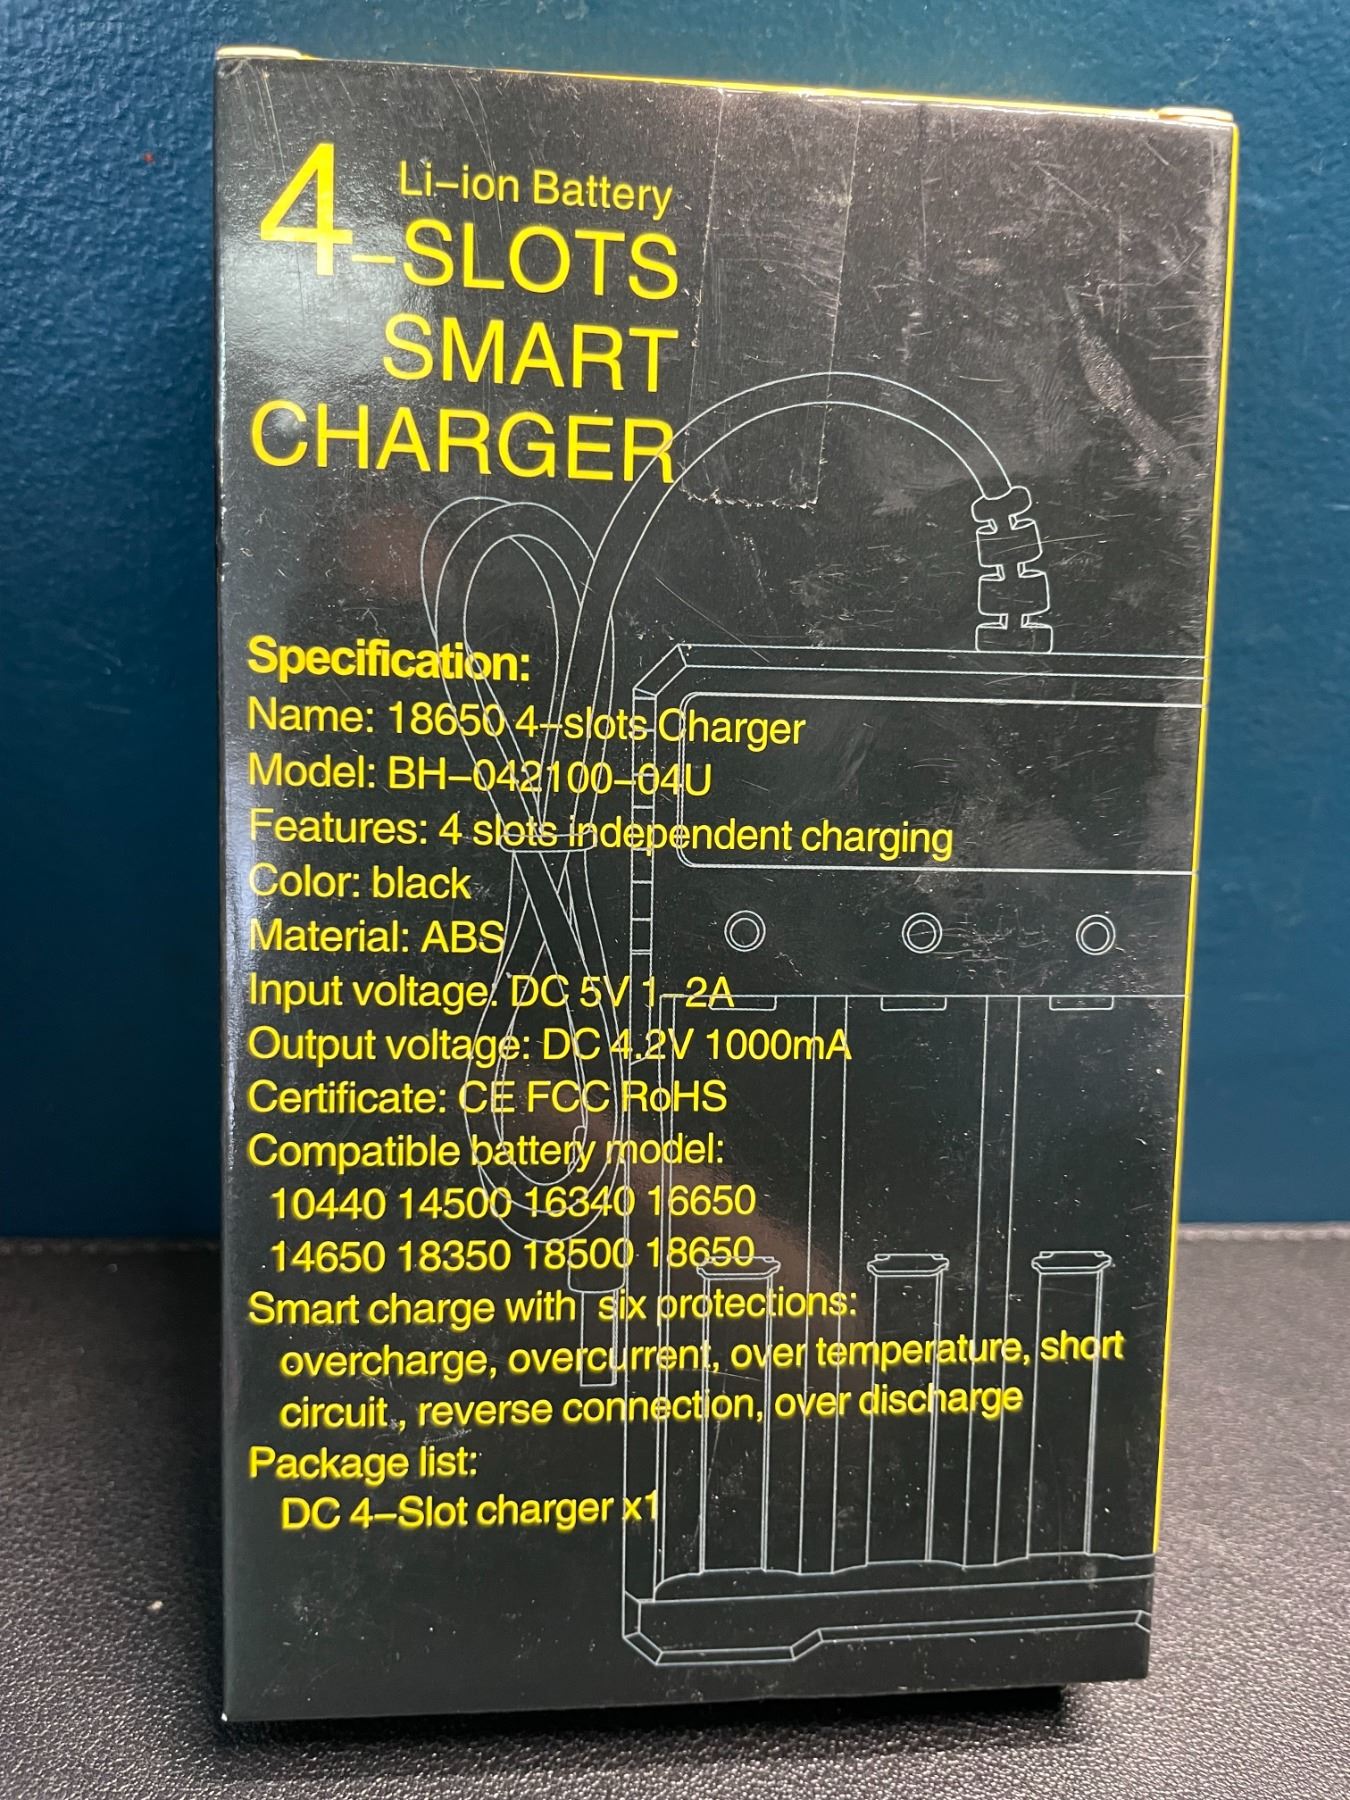 4 Li-ion Battery
-SLOTS
SMART
CHARGER
Specification:
Name: 18650 4-slots Charger
Model: BH-042100-04U
Features: 4 slots independent charging
Color: black
Material: ABS
Input voltage: DC 5V 1-2A
Output voltage: DC 4.2V 1000mA
Certificate: CE FCC RoHS
Compatible battery model:
10440 14500 16340 16650
14650 18350 18500 18650
Smart charge with six protections:
overcharge, overcurrent, over temperature, short
circuit, reverse connection, over discharge
Package list:
DC 4-Slot charger x1